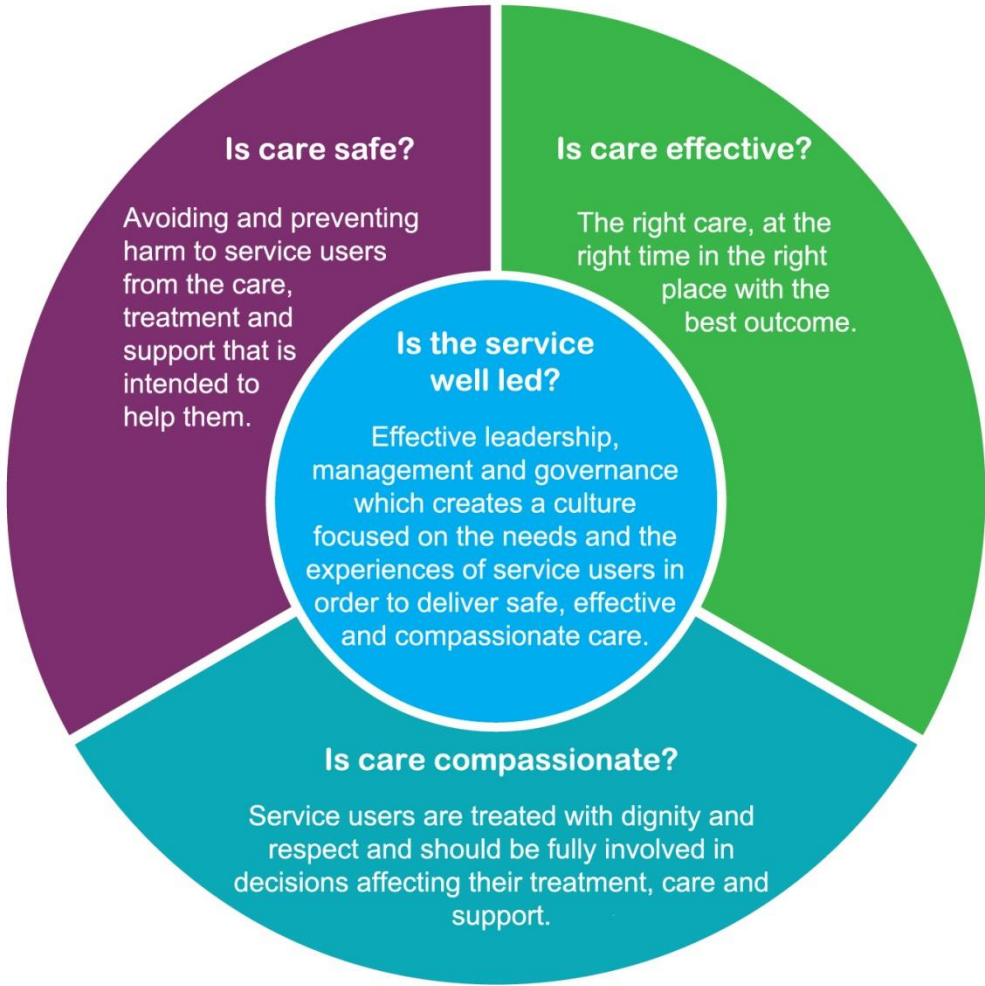 Is care safe?
Avoiding and preventing
harm to service users
from the care,
treatment and
support that is
intended to
help them.
Is care effective?
The right care, at the
right time in the right
place with the
best outcome.
Is the service
well led?
Effective leadership,
management and governance
which creates a culture
focused on the needs and the
experiences of service users in
order to deliver safe, effective
and compassionate care.
Is care compassionate?
Service users are treated with dignity and
respect and should be fully involved in
decisions affecting their treatment, care and
support.